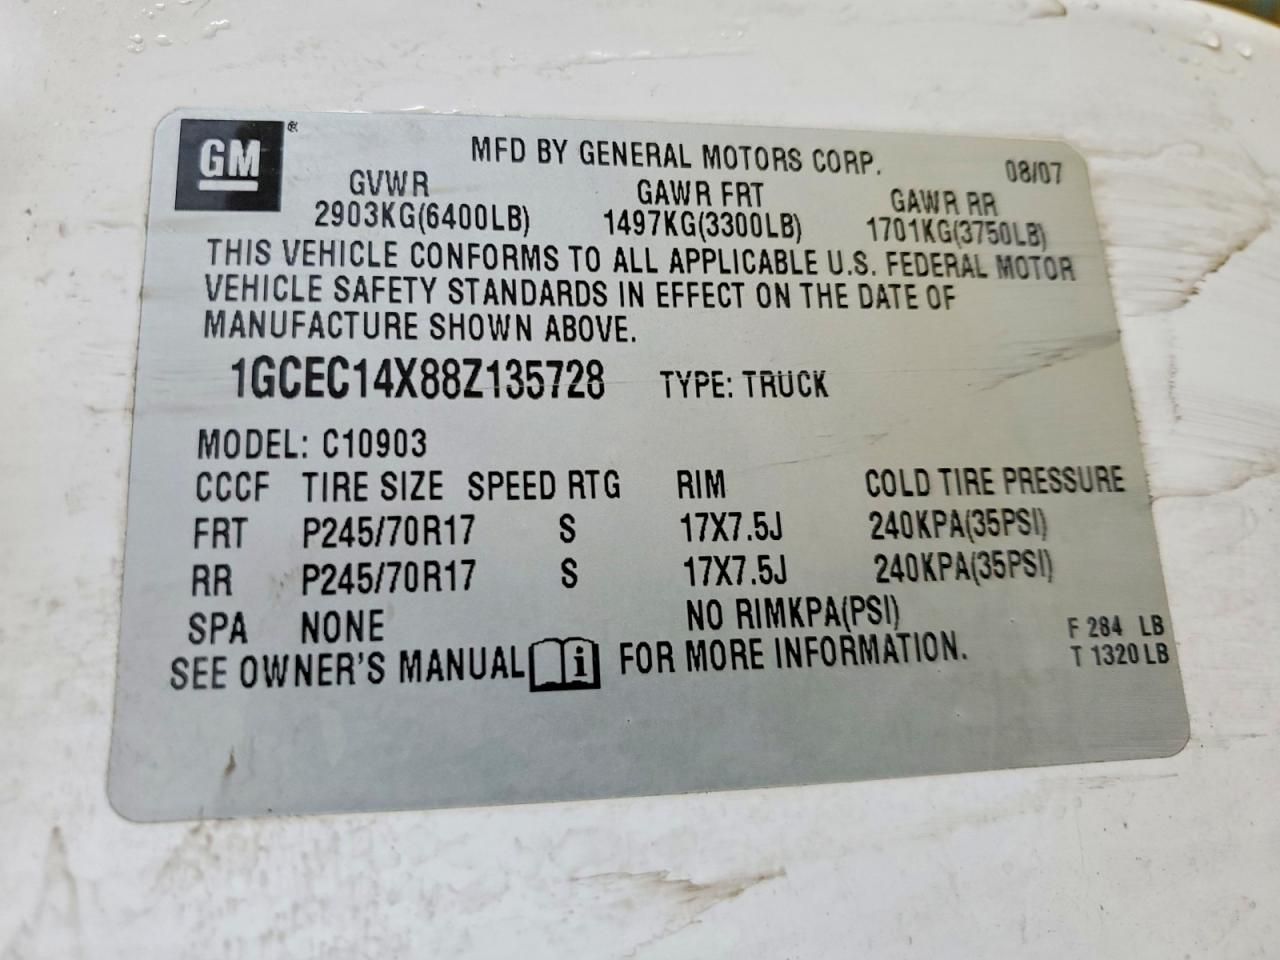 GM ®
MFD BY GENERAL MOTORS CORP. 08/07
GVWR GAWR FRT GAWR RR
2903KG(6400LB) 1497KG(3300LB) 1701KG(3750LB)
THIS VEHICLE CONFORMS TO ALL APPLICABLE U.S. FEDERAL MOTOR
VEHICLE SAFETY STANDARDS IN EFFECT ON THE DATE OF
MANUFACTURE SHOWN ABOVE.
1GCEC14X88Z135728 TYPE: TRUCK
MODEL: C10903
CCCF TIRE SIZE SPEED RTG RIM COLD TIRE PRESSURE
FRT P245/70R17 S 17X7.5J 240KPA(35PSI)
RR P245/70R17 S 17X7.5J 240KPA(35PSI)
SPA NONE NO RIMKPA(PSI)
SEE OWNER'S MANUAL i FOR MORE INFORMATION.
F 284 LB
T 1320 LB